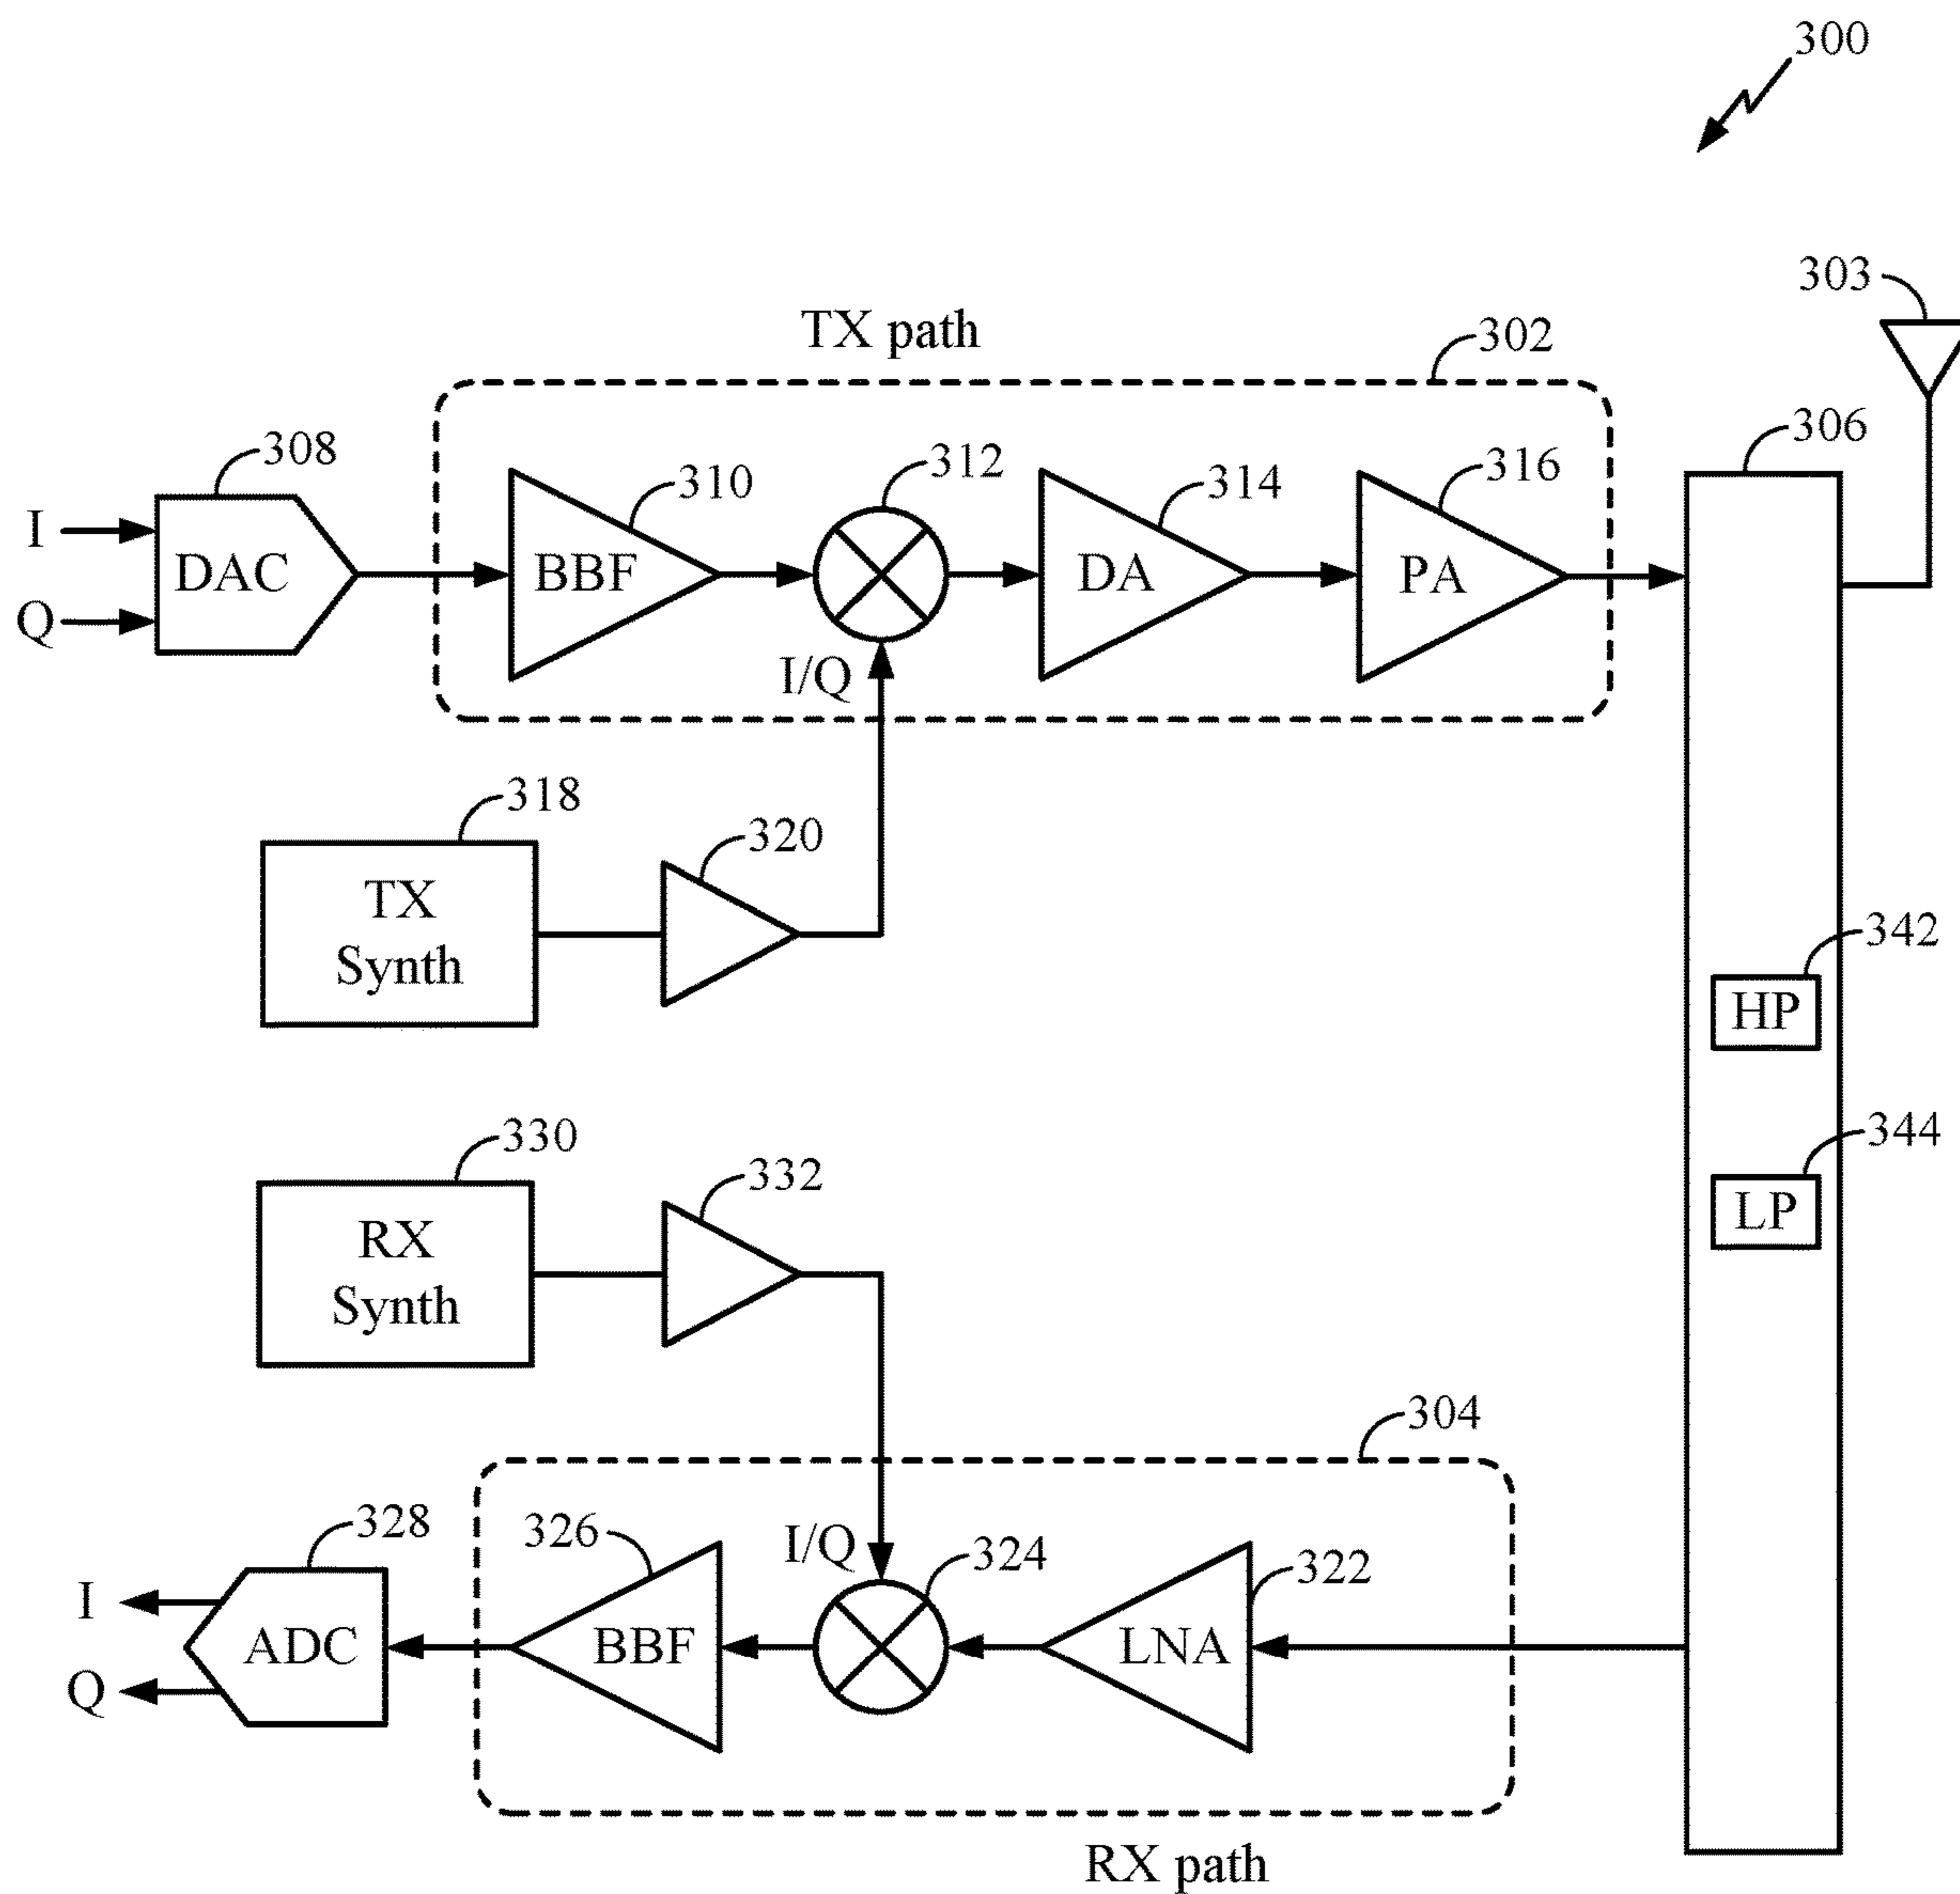 300
303
TX path
302
306
308
310
312
314
316
I
DAC
BBF
DA
PA
Q
I/Q
318
320
TX
Synth
342
HP
330
332
344
LP
RX
Synth
304
328
326
I/Q
324
322
I
ADC
BBF
LNA
Q
RX path